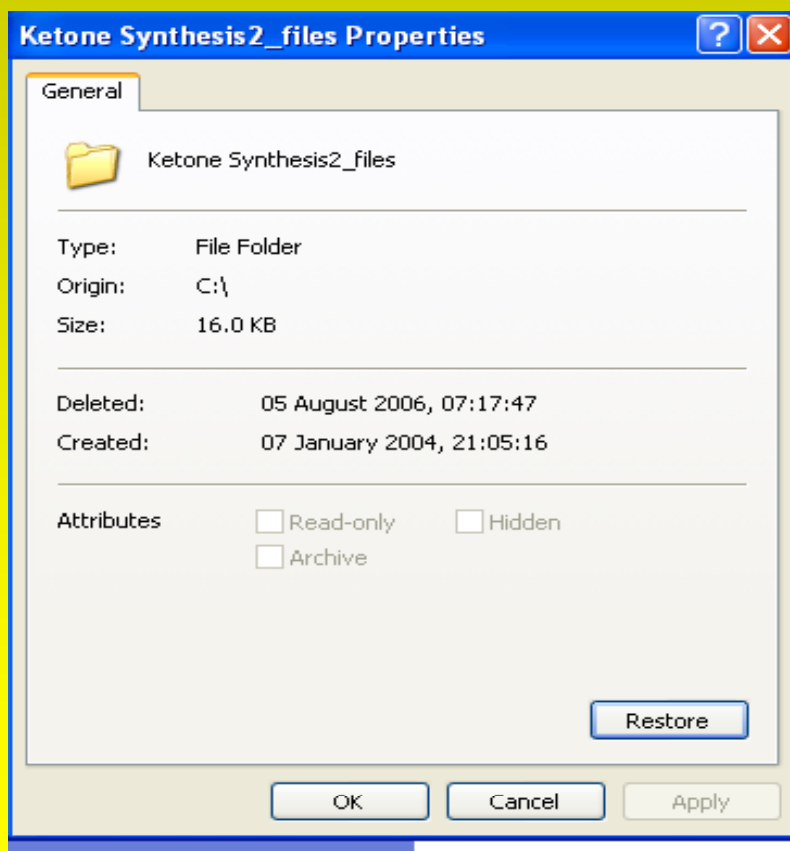 Ketone Synthesis2_files Properties
General
Ketone Synthesis2_files
Type: File Folder
Origin: C:\
Size: 16.0 KB
Deleted: 05 August 2006, 07:17:47
Created: 07 January 2004, 21:05:16
Attributes Read-only Hidden
Archive
Restore
OK Cancel Apply